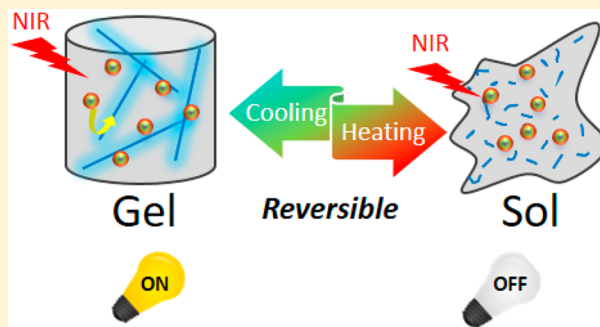 NIR
NIR
Cooling
Heating
Gel
Reversible
Sol
ON
OFF